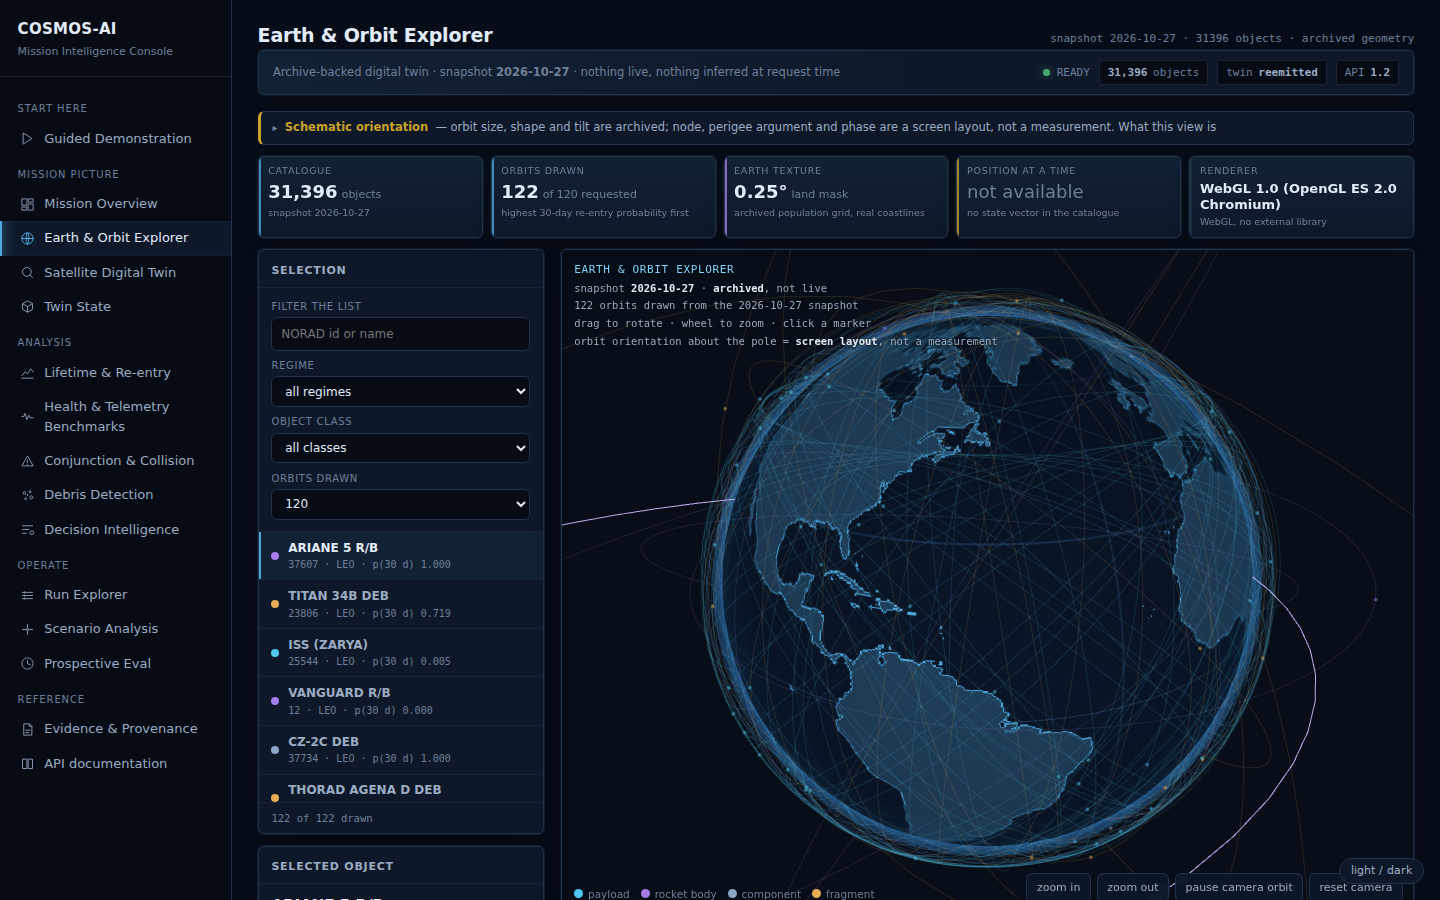 COSMOS-AI
Mission Intelligence Console
START HERE
Guided Demonstration
MISSION PICTURE
Mission Overview
Earth & Orbit Explorer
Satellite Digital Twin
Twin State
ANALYSIS
Lifetime & Re-entry
Health & Telemetry
Benchmarks
Conjunction & Collision
Debris Detection
Decision Intelligence
OPERATE
Run Explorer
Scenario Analysis
Prospective Eval
REFERENCE
Evidence & Provenance
API documentation
Earth & Orbit Explorer
snapshot 2026-10-27 · 31396 objects · archived geometry
Archive-backed digital twin · snapshot 2026-10-27 · nothing live, nothing inferred at request time
READY
31,396 objects
twin reemitted
API 1.2
▸ Schematic orientation — orbit size, shape and tilt are archived; node, perigee argument and phase are a screen layout, not a measurement. What this view is
CATALOGUE
31,396 objects
snapshot 2026-10-27
ORBITS DRAWN
122 of 120 requested
highest 30-day re-entry probability first
EARTH TEXTURE
0.25° land mask
archived population grid, real coastlines
POSITION AT A TIME
not available
no state vector in the catalogue
RENDERER
WebGL 1.0 (OpenGL ES 2.0
Chromium)
WebGL, no external library
SELECTION
FILTER THE LIST
NORAD id or name
REGIME
all regimes
OBJECT CLASS
all classes
ORBITS DRAWN
120
ARIANE 5 R/B
37607 · LEO · p(30 d) 1.000
TITAN 34B DEB
23806 · LEO · p(30 d) 0.719
ISS (ZARYA)
25544 · LEO · p(30 d) 0.005
VANGUARD R/B
12 · LEO · p(30 d) 0.000
CZ-2C DEB
37734 · LEO · p(30 d) 1.000
THORAD AGENA D DEB
122 of 122 drawn
SELECTED OBJECT
EARTH & ORBIT EXPLORER
snapshot 2026-10-27 · archived, not live
122 orbits drawn from the 2026-10-27 snapshot
drag to rotate · wheel to zoom · click a marker
orbit orientation about the pole = screen layout, not a measurement
payload
rocket body
component
fragment
zoom in
zoom out
pause camera orbit
reset camera
light / dark